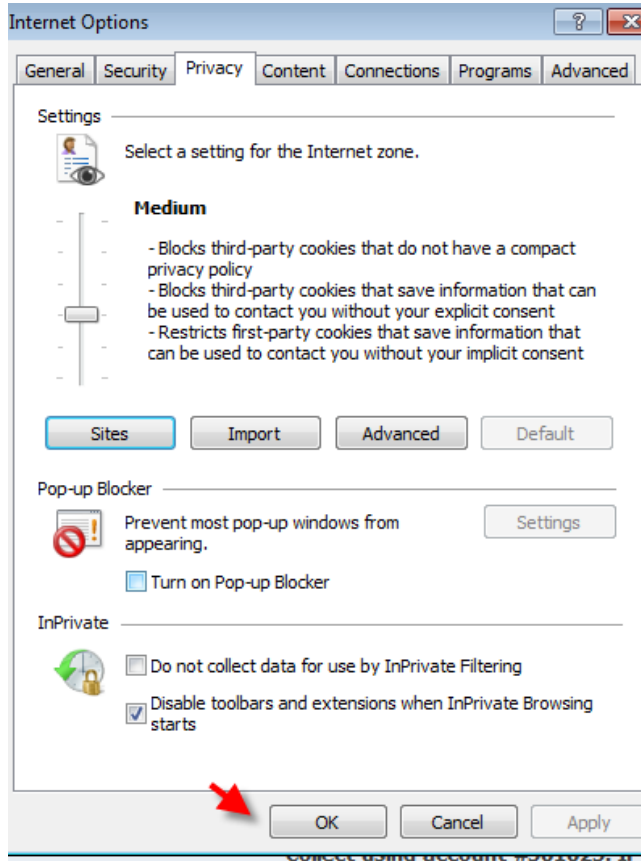 Internet Options
General Security Privacy Content Connections Programs Advanced
Settings
Select a setting for the Internet zone.
Medium
- Blocks third-party cookies that do not have a compact
privacy policy
- Blocks third-party cookies that save information that can
be used to contact you without your explicit consent
- Restricts first-party cookies that save information that
can be used to contact you without your implicit consent
Sites Import Advanced Default
Pop-up Blocker
Prevent most pop-up windows from
appearing.
Settings
Turn on Pop-up Blocker
InPrivate
Do not collect data for use by InPrivate Filtering
Disable toolbars and extensions when InPrivate Browsing
starts
OK Cancel Apply